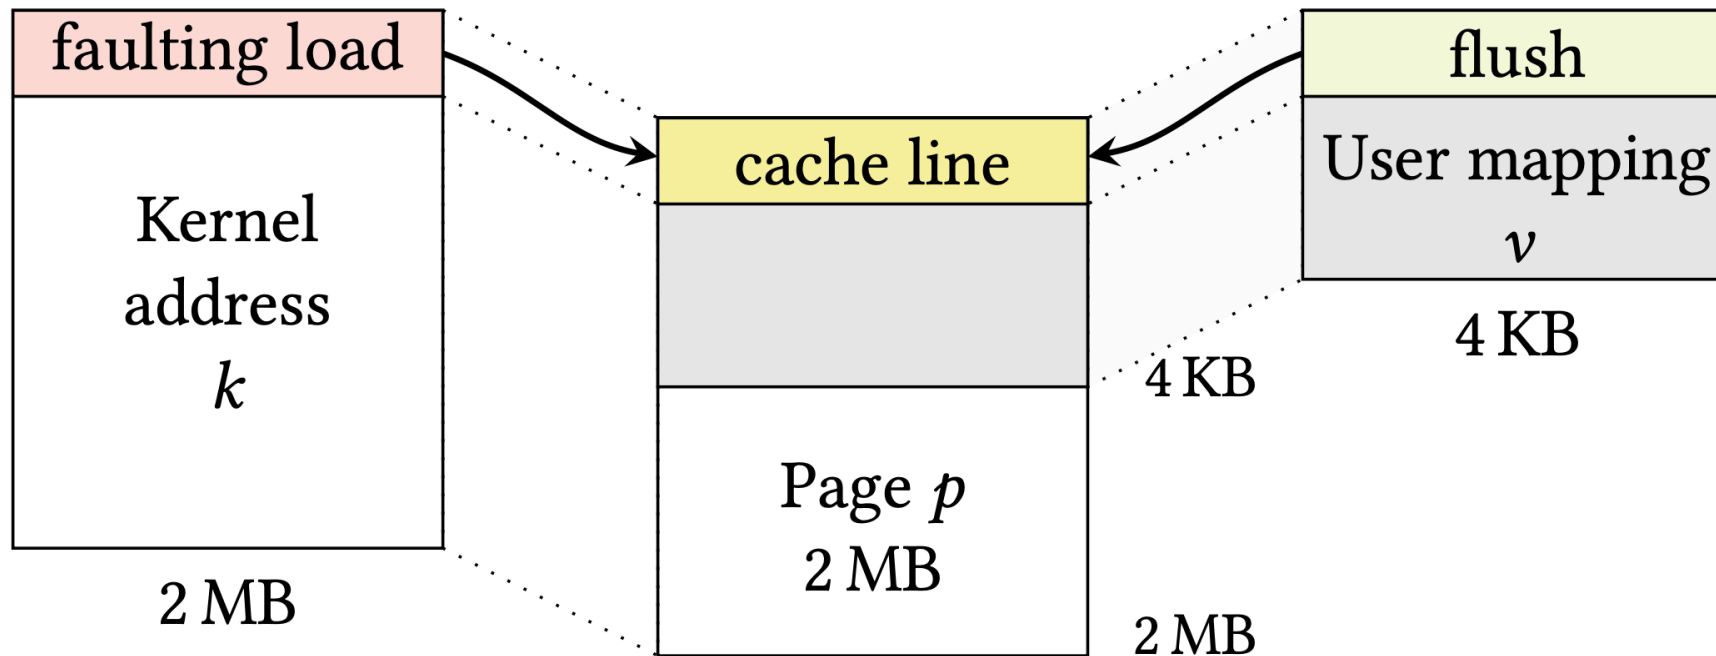 faulting load
Kernel
address
k
2 MB
cache line
Page p
2 MB
4 KB
2 MB
flush
User mapping
v
4 KB